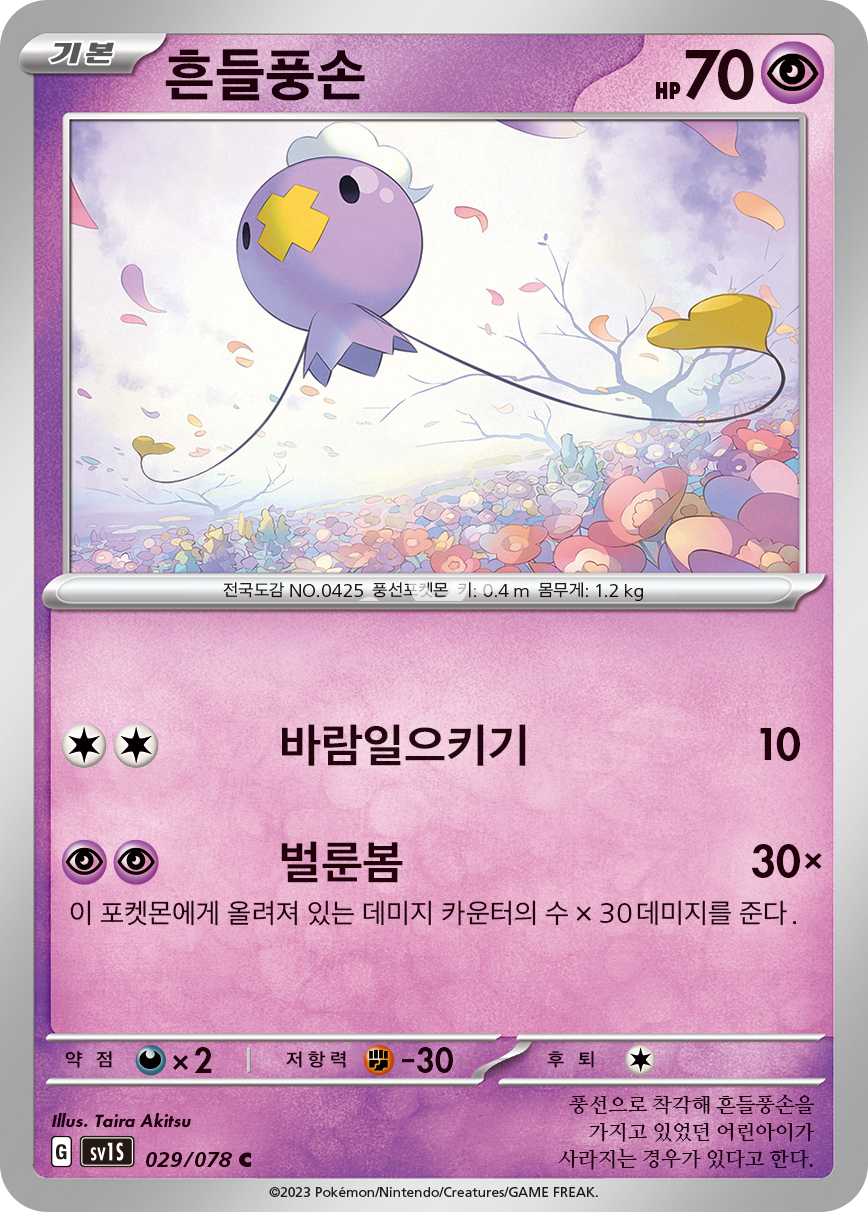 기본 흔들풍손 HP 70
전국도감 NO.0425 풍선포켓몬 키: 0.4 m 몸무게: 1.2 kg
바람일으키기 10
벌룬봄 30×
이 포켓몬에게 올려져 있는 데미지 카운터의 수 × 30데미지를 준다.
약점 ×2 저항력 -30 후퇴
Illus. Taira Akitsu
G sv1S 029/078 C
풍선으로 착각해 흔들풍손을
가지고 있었던 어린아이가
사라지는 경우가 있다고 한다.
©2023 Pokémon/Nintendo/Creatures/GAME FREAK.